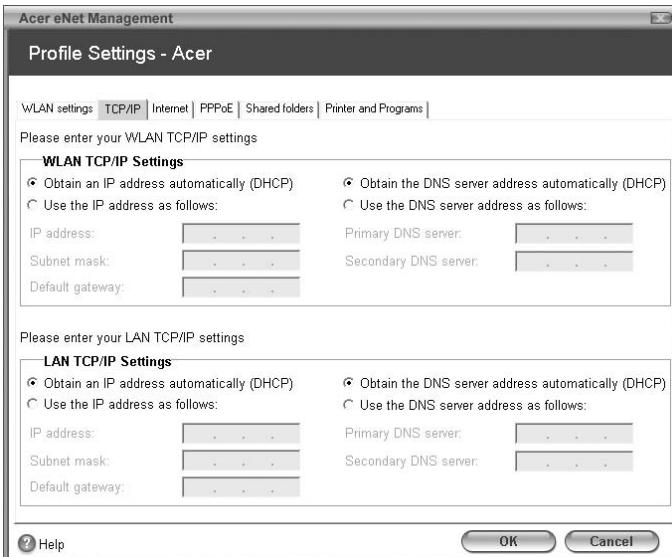 Acer eNet Management
Profile Settings - Acer
WLAN settings TCP/IP Internet PPPoE Shared folders Printer and Programs
Please enter your WLAN TCP/IP settings
WLAN TCP/IP Settings
Obtain an IP address automatically (DHCP) Obtain the DNS server address automatically (DHCP)
Use the IP address as follows: Use the DNS server address as follows:
IP address: Primary DNS server:
Subnet mask: Secondary DNS server:
Default gateway:
Please enter your LAN TCP/IP settings
LAN TCP/IP Settings
Obtain an IP address automatically (DHCP) Obtain the DNS server address automatically (DHCP)
Use the IP address as follows: Use the DNS server address as follows:
IP address: Primary DNS server:
Subnet mask: Secondary DNS server:
Default gateway:
? Help OK Cancel